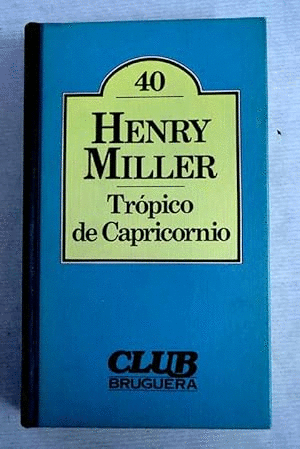 40
HENRY
MILLER
Trópico
de Capricornio
CLUB
BRUGUERA